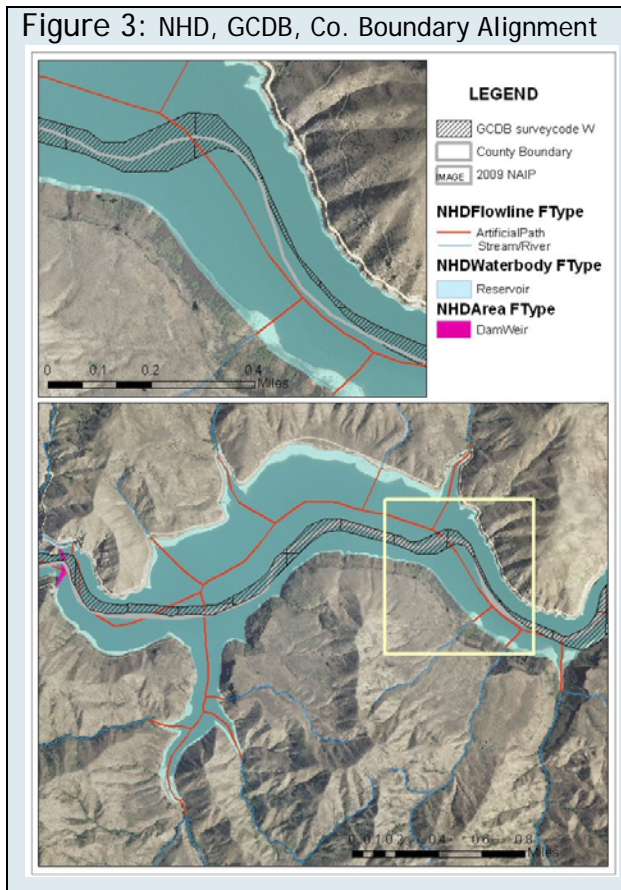 Figure 3: NHD, GCDB, Co. Boundary Alignment
LEGEND
GCDB surveycode W
County Boundary
IMAGE 2009 NAIP
NHDFlowline FType
ArtificialPath
Stream/River
NHDWaterbody FType
Reservoir
NHDArea FType
DamWeir
0 0.1 0.2 0.4
Miles
0 0.1 0.2 0.4 0.6 0.8
Miles